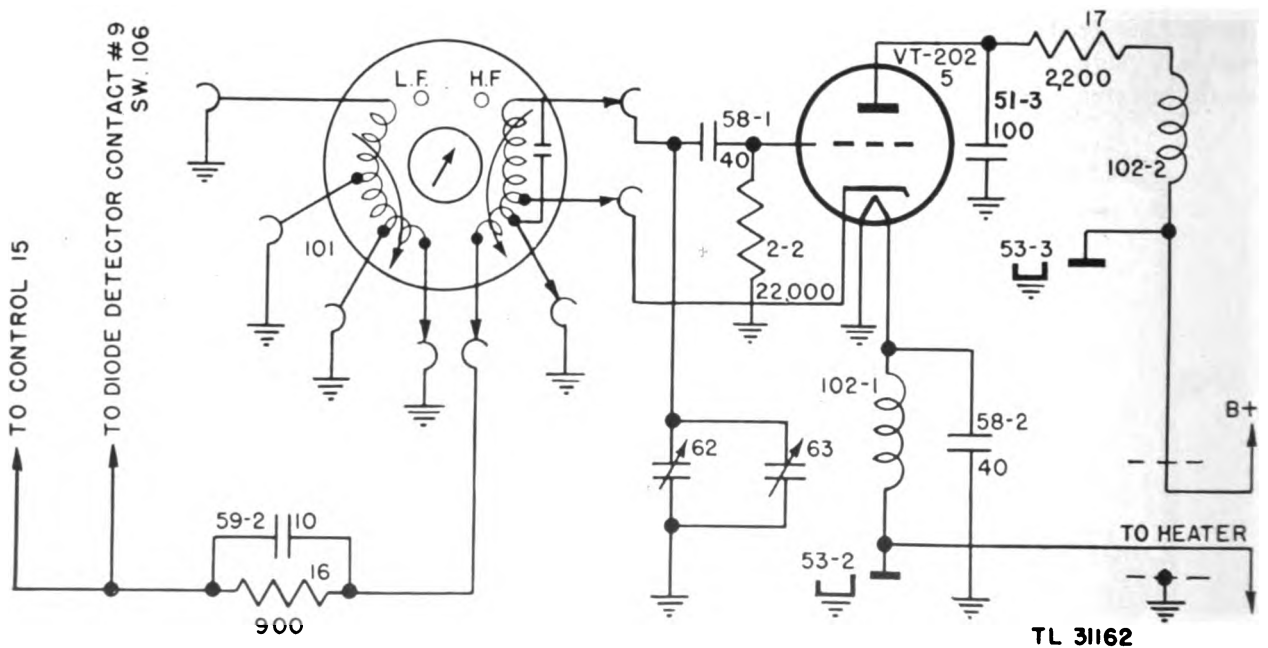 TO CONTROL 15
TO DIODE DETECTOR CONTACT #9
SW. 106
L.F.
H.F
101
58-1
40
2-2
22,000
VT-202
5
51-3
100
17
2,200
102-2
53-3
62
63
102-1
58-2
40
B+
TO HEATER
53-2
59-2
10
16
900
TL 31162